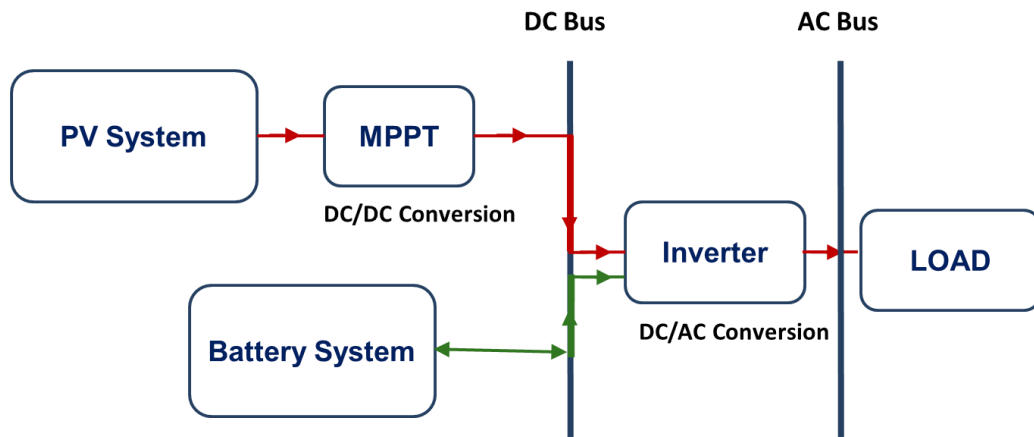 DC Bus
AC Bus
PV System
MPPT
DC/DC Conversion
Inverter
LOAD
DC/AC Conversion
Battery System